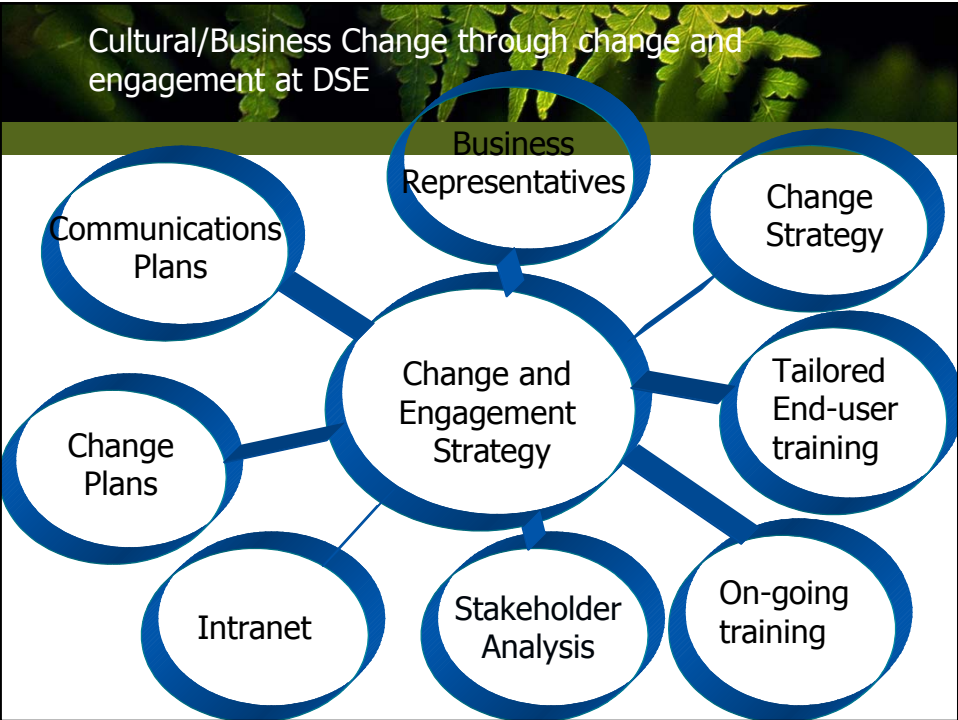 Cultural/Business Change through change and
engagement at DSE
Business
Representatives
Communications
Plans
Change
Strategy
Change and
Engagement
Strategy
Tailored
End-user
training
Change
Plans
On-going
training
Intranet
Stakeholder
Analysis